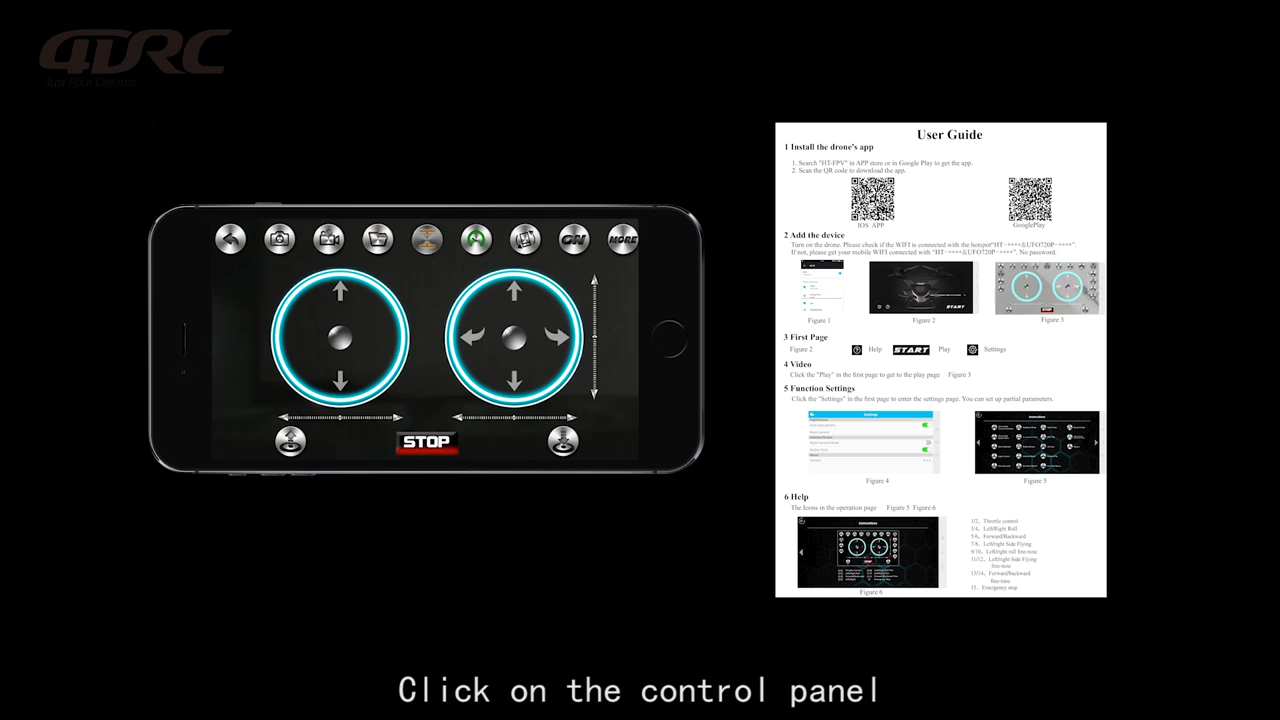 4DRC
Just Four Dreams
ON
MORE
STOP
User Guide
1 Install the drone's app
1. Search "HT-FPV" in APP store or in Google Play to get the app.
2. Scan the QR code to download the app.
IOS APP
GooglePlay
2 Add the device
Turn on the drone. Please check if the WIFI is connected with the hotspot"HT-****&UFO720P-****".
If not, please get your mobile WIFI connected with "HT-****&UFO720P-****". No password.
START
Figure 1
Figure 2
Figure 3
3 First Page
Figure 2
Help
START
Play
Settings
4 Video
Click the "Play" in the first page to get to the play page Figure 3
5 Function Settings
Click the "Settings" in the first page to enter the settings page. You can set up partial parameters.
Settings
Instructions
Figure 4
Figure 5
6 Help
The Icons in the operation page Figure 5 Figure 6
Instructions
1/2、Throttle control
3/4、Left/Right Roll
5/6、Forward/Backward
7/8、Left/right Side Flying
9/10、Left/right roll fine-tune
11/12、Left/right Side Flying
fine-tune
13/14、Forward/backward
fine-tune
15、Emergency stop
Figure 6
Click on the control panel